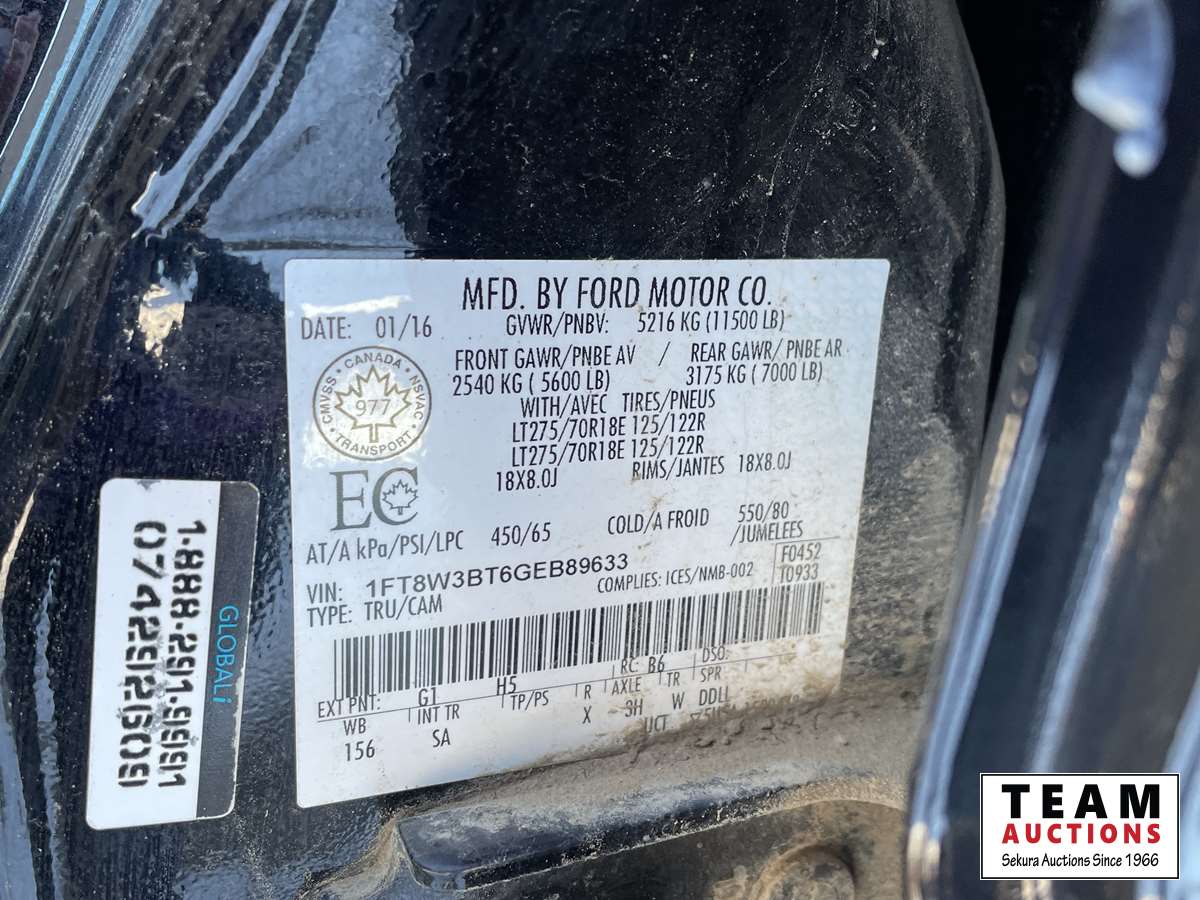 MFD. BY FORD MOTOR CO.
DATE: 01/16
GVWR/PNBV: 5216 KG (11500 LB)
FRONT GAWR/PNBE AV / REAR GAWR/ PNBE AR
2540 KG ( 5600 LB) 3175 KG ( 7000 LB)
WITH/AVEC TIRES/PNEUS
LT275/70R18E 125/122R
LT275/70R18E 125/122R
18X8.0J RIMS/JANTES 18X8.0J
CMVSS • CANADA • NSVAC • TRANSPORT
977
EC
AT/A kPa/PSI/LPC 450/65 COLD/A FROID 550/80
/JUMELEES
VIN: 1FT8W3BT6GEB89633
COMPLIES: ICES/NMB-002
F0452
T0933
TYPE: TRU/CAM
EXT PNT: G1 H5 RC: B6 DSO:
WB INT TR TP/PS R AXLE TR SPR
156 SA X 3H W DDLL
UCT
GLOBALi
1-888-291-9991
TEAM
AUCTIONS
Sekura Auctions Since 1966